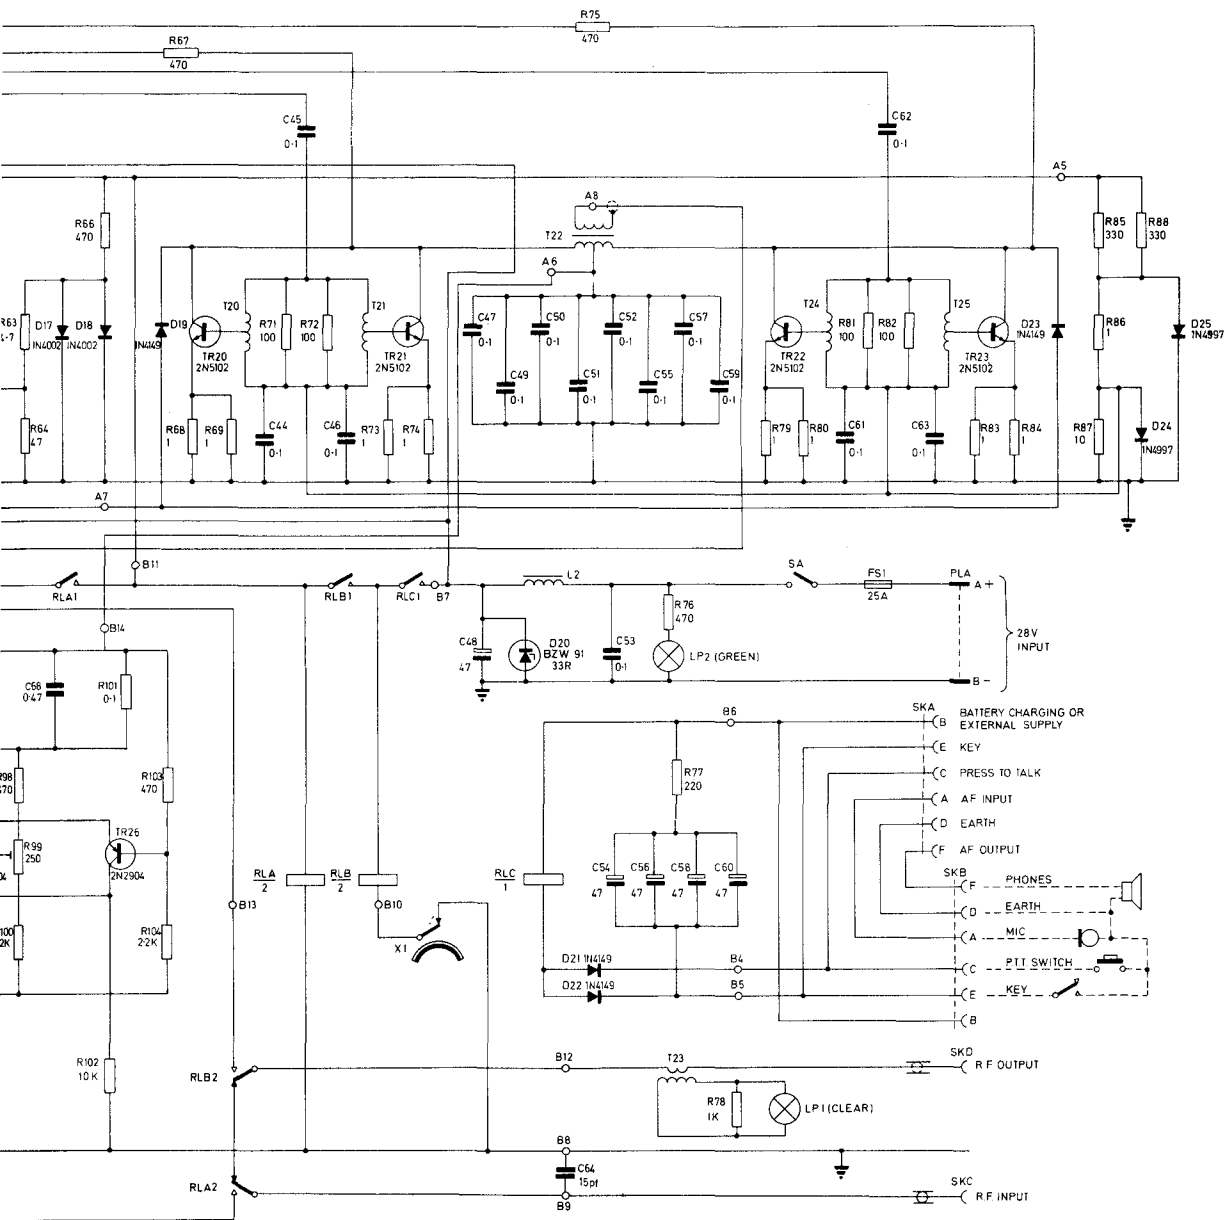 R75
470
R67
470
C45
0·1
C62
0·1
A5
A8
R66
470
T22
R85
330
R88
330
A6
T20
T21
T24
T25
D17
D18
D19
1N4002
1N4002
1N4149
R64
47
R71
100
R72
100
C47
0·1
C50
0·1
C52
0·1
C57
0·1
R81
100
R82
100
D23
1N4149
R86
1
D25
1N4997
TR20
2N5102
TR21
2N5102
TR22
2N5102
TR23
2N5102
C49
0·1
C51
0·1
C55
0·1
C59
0·1
R68
1
R69
1
C44
0·1
C46
0·1
R73
1
R74
1
R79
1
R80
1
C61
0·1
C63
0·1
R83
1
R84
1
R87
10
D24
1N4997
A7
B11
RLA1
RLB1
RLC1
B7
L2
SA
FS1
25A
PLA
A +
B14
C48
47
D20
BZW 91
33R
C53
0·1
R76
470
LP2 (GREEN)
28V
INPUT
B -
C66
0·47
R101
0·1
B6
SKA
B BATTERY CHARGING OR
EXTERNAL SUPPLY
E KEY
R77
220
C PRESS TO TALK
R103
470
A AF INPUT
D EARTH
R99
250
TR26
2N2904
F AF OUTPUT
RLA
2
RLB
2
RLC
1
C54
47
C56
47
C58
47
C60
47
SKB
F PHONES
B13
B10
D EARTH
R104
2·2K
X1
A MIC
D21 1N4149
B4
C P.T.T. SWITCH
D22 1N4149
B5
E KEY
B
R102
10K
RLB2
B12
T23
SKD
R F OUTPUT
R78
1K
LP1 (CLEAR)
B8
C64
15pf
RLA2
B9
SKC
R.F. INPUT